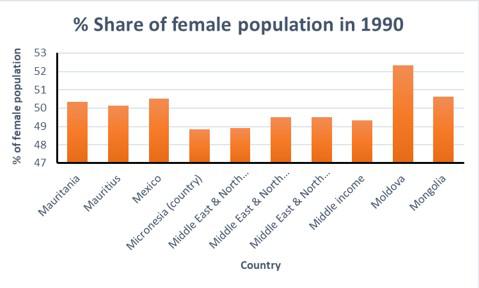 % Share of female population in 1990
% of female population
53
52
51
50
49
48
47
Mauritania
Mauritius
Mexico
Micronesia (country)
Middle East & North...
Middle East & North...
Middle East & North...
Middle income
Moldova
Mongolia
Country